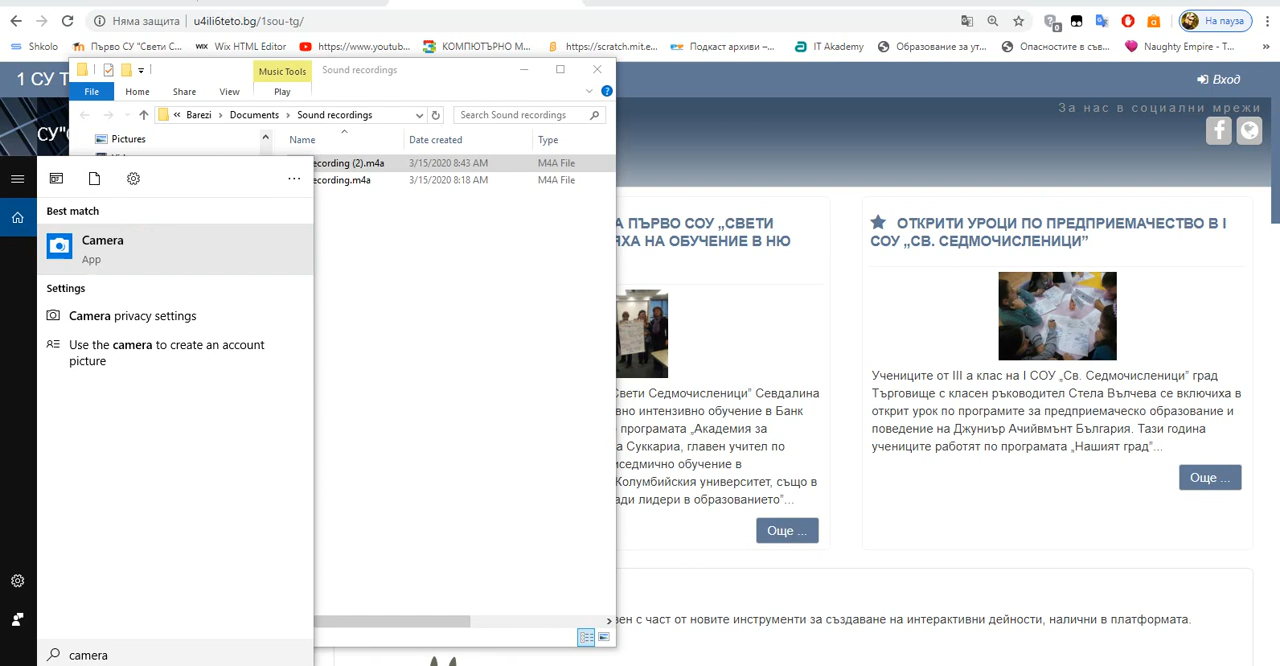 Няма защита | u4ili6teto.bg/1sou-tg/
На пауза
Shkolo Първо СУ "Свети С... WIX Wix HTML Editor https://www.youtub... КОМПЮТЪРНО М... https://scratch.mit.e... Подкаст архиви –... IT Akademy Образование за ут... Опасностите в съв... Naughty Empire - T... »
1 СУ Т
Вход
За нас в социални мрежи
Music Tools
Sound recordings
File Home Share View Play
« Barezi > Documents > Sound recordings
Search Sound recordings
Pictures
Name Date created Type
ecording (2).m4a 3/15/2020 8:43 AM M4A File
ecording.m4a 3/15/2020 8:18 AM M4A File
Best match
Camera
App
Settings
Camera privacy settings
Use the camera to create an account
picture
camera
А ПЪРВО СОУ „СВЕТИ
ЯХА НА ОБУЧЕНИЕ В НЮ
Свети Седмочисленици" Севдалина
вно интензивно обучение в Банк
програмата „Академия за
а Суккариа, главен учител по
иседмично обучение в
Колумбийския университет, също в
ади лидери в образованието"...
Още ...
ОТКРИТИ УРОЦИ ПО ПРЕДПРИЕМАЧЕСТВО В I
СОУ „СВ. СЕДМОЧИСЛЕНИЦИ”
Учениците от III а клас на I СОУ „Св. Седмочисленици” град
Търговище с класен ръководител Стела Вълчева се включиха в
открит урок по програмите за предприемаческо образование и
поведение на Джуниър Ачийвмънт България. Тази година
учениците работят по програмата „Нашият град”...
Още ...
вен с част от новите инструменти за създаване на интерактивни дейности, налични в платформата.